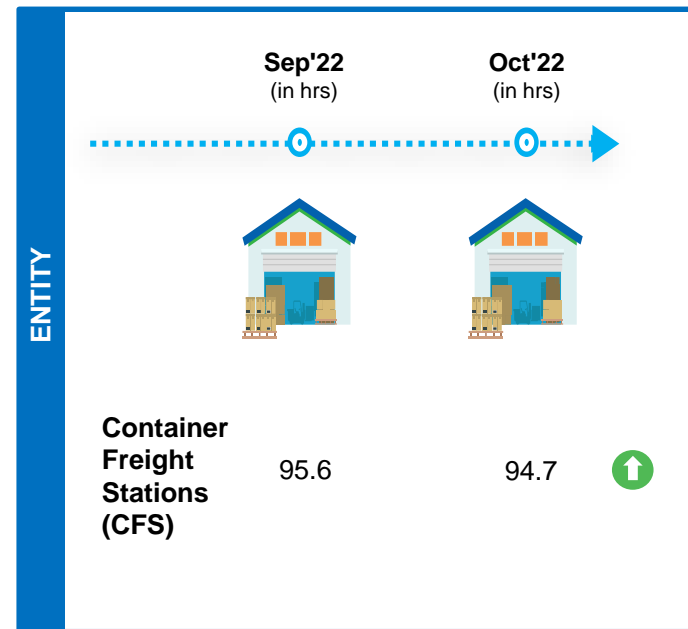 Sep'22
(in hrs)
Oct'22
(in hrs)
ENTITY
Container
Freight
Stations
(CFS)
95.6
94.7